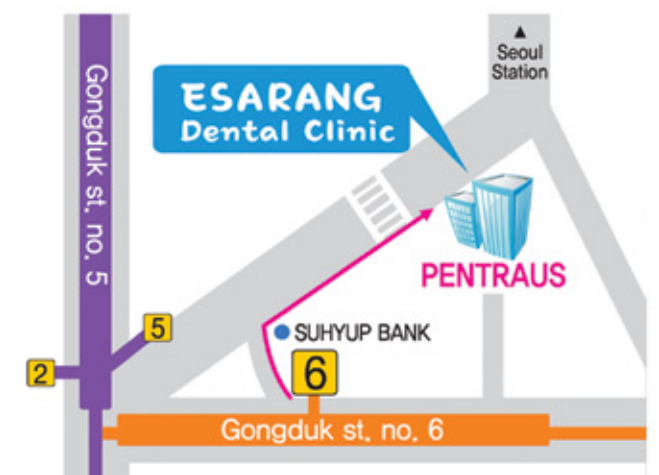 ▲
Seoul
Station
ESARANG
Dental Clinic
Gongduk st. no. 5
PENTRAUS
5
SUHYUP BANK
2
6
Gongduk st. no. 6